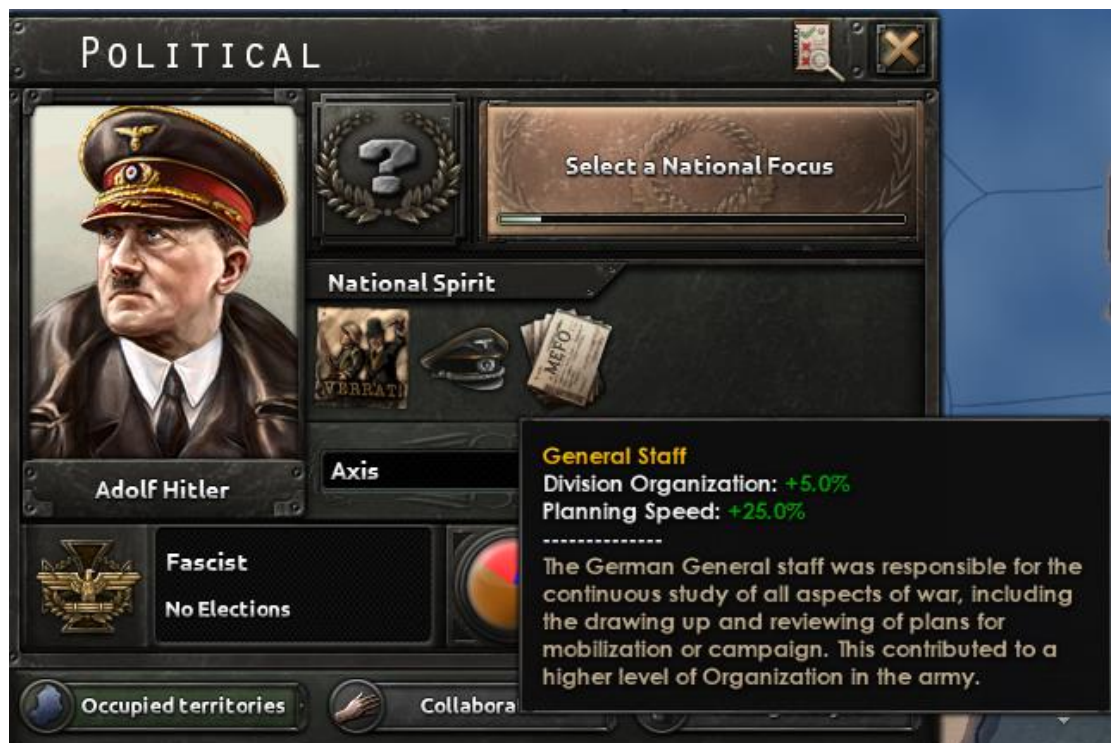 POLITICAL
Select a National Focus
National Spirit
VERRAT
MEFO
Axis
Adolf Hitler
General Staff
Division Organization: +5.0%
Planning Speed: +25.0%
--------------
The German General staff was responsible for the
continuous study of all aspects of war, including
the drawing up and reviewing of plans for
mobilization or campaign. This contributed to a
higher level of Organization in the army.
Fascist
No Elections
Occupied territories
Collabora